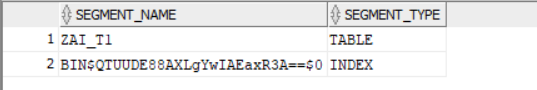 SEGMENT_NAME SEGMENT_TYPE
1 ZAI_T1 TABLE
2 BIN$QTUUDE88AXLgYwIAEaxR3A==$0 INDEX